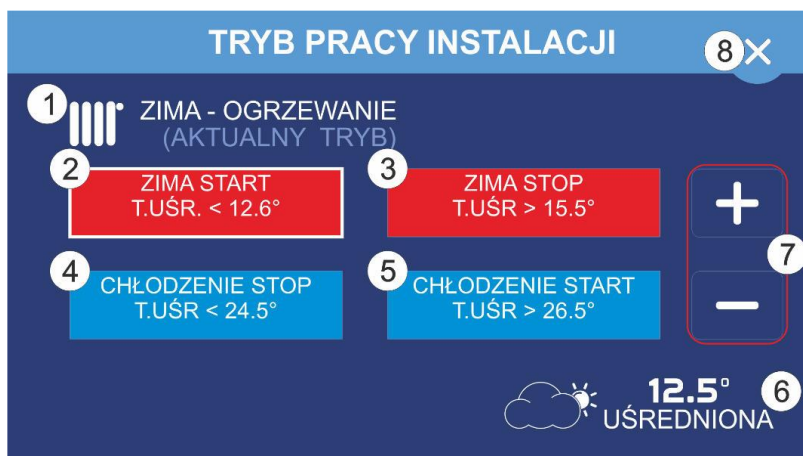 TRYB PRACY INSTALACJI
8
1
ZIMA - OGRZEWANIE
(AKTUALNY TRYB)
2
ZIMA START
T.UŚR. < 12.6°
3
ZIMA STOP
T.UŚR > 15.5°
4
CHŁODZENIE STOP
T.UŚR < 24.5°
5
CHŁODZENIE START
T.UŚR > 26.5°
+
7
−
12.5°
6
UŚREDNIONA